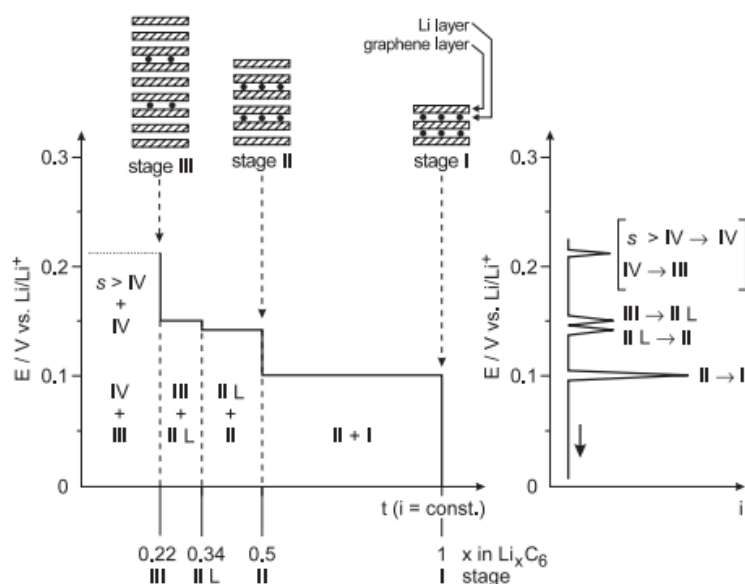 Li layer
graphene layer
stage III
stage II
stage I
E / V vs. Li/Li⁺
0.3
0.2
0.1
0
s > IV
+
IV
IV
+
III
III
+
II L
II L
+
II
II + I
t (i = const.)
0.22 0.34 0.5 1 x in LiₓC₆
III II L II I stage
E / V vs. Li/Li⁺
0.3
0.2
0.1
0
s > IV → IV
IV → III
III → II L
II L → II
II → I
i